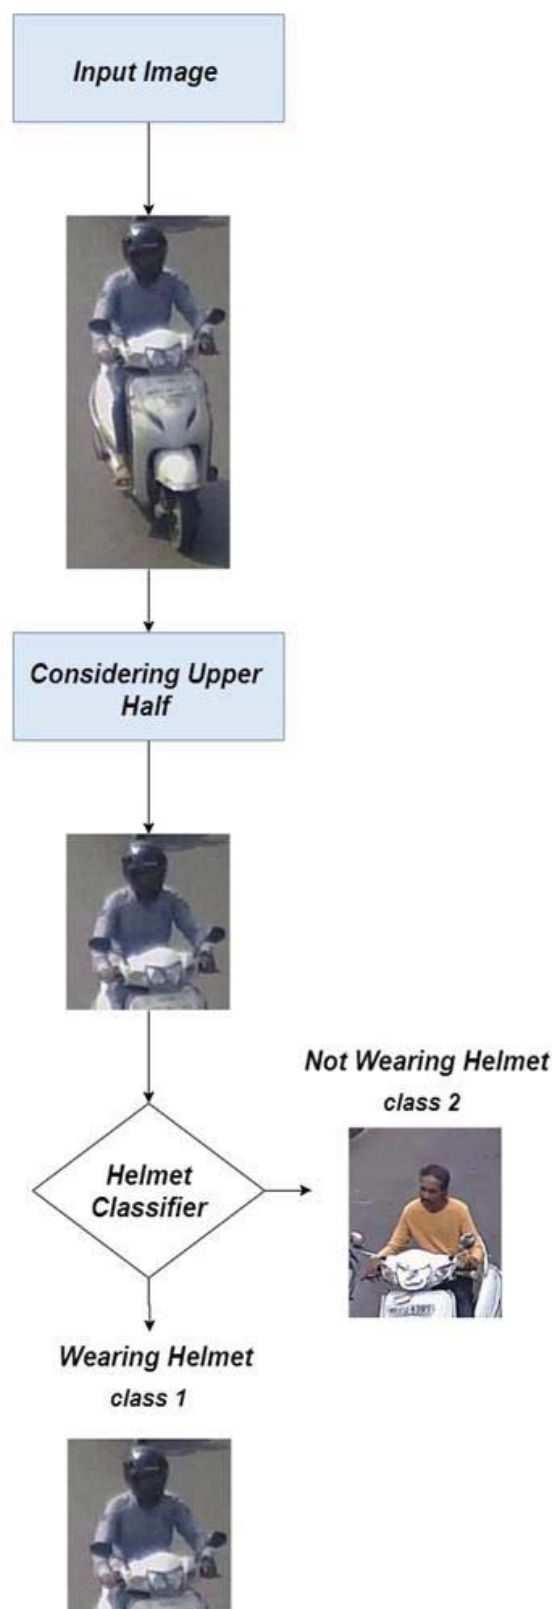 Input Image
Considering Upper
Half
Not Wearing Helmet
class 2
Helmet
Classifier
Wearing Helmet
class 1